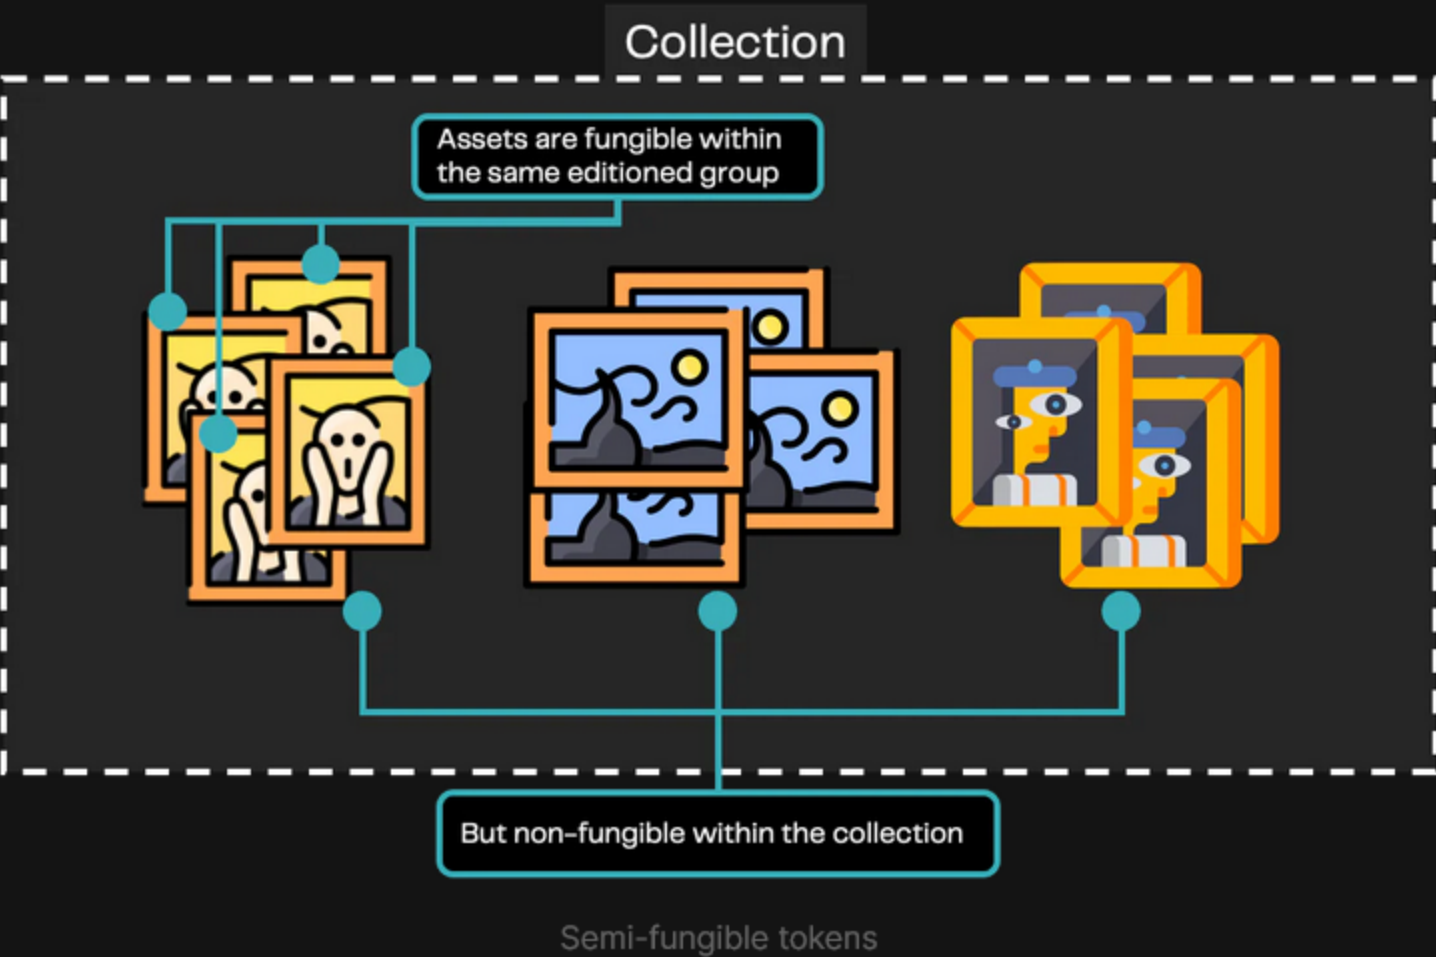 Collection
Assets are fungible within
the same editioned group
But non-fungible within the collection
Semi-fungible tokens